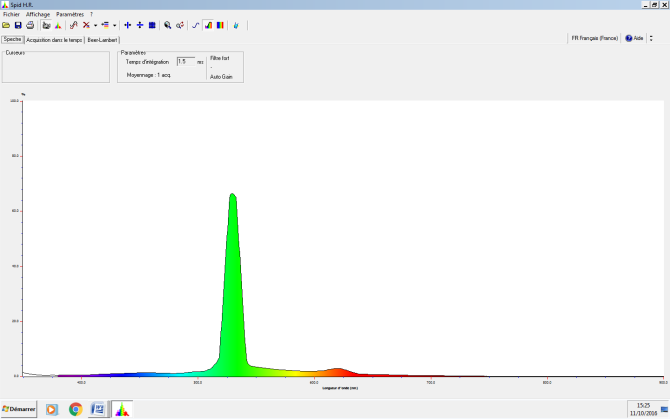 Spid H.R.
Fichier Affichage Paramètres ?
FR Français (France) Aide
Spectre Acquisition dans le temps Beer-Lambert
Curseurs
Paramètres
Temps d'intégration 1.5 ms
Filtre fort
-
Moyennage : 1 acq.
Auto Gain
%
100.0
80.0
60.0
40.0
20.0
0.0
400.0 500.0 600.0 700.0 800.0 900.0
Longueur d'onde (nm)
Démarrer
15:25
11/10/2018